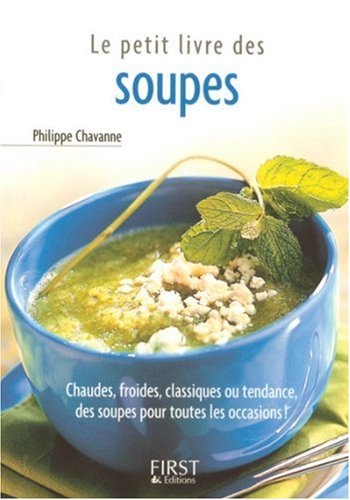 Le petit livre des
soupes
Philippe Chavanne
Chaudes, froides, classiques ou tendance,
des soupes pour toutes les occasions !
FIRST
& Editions